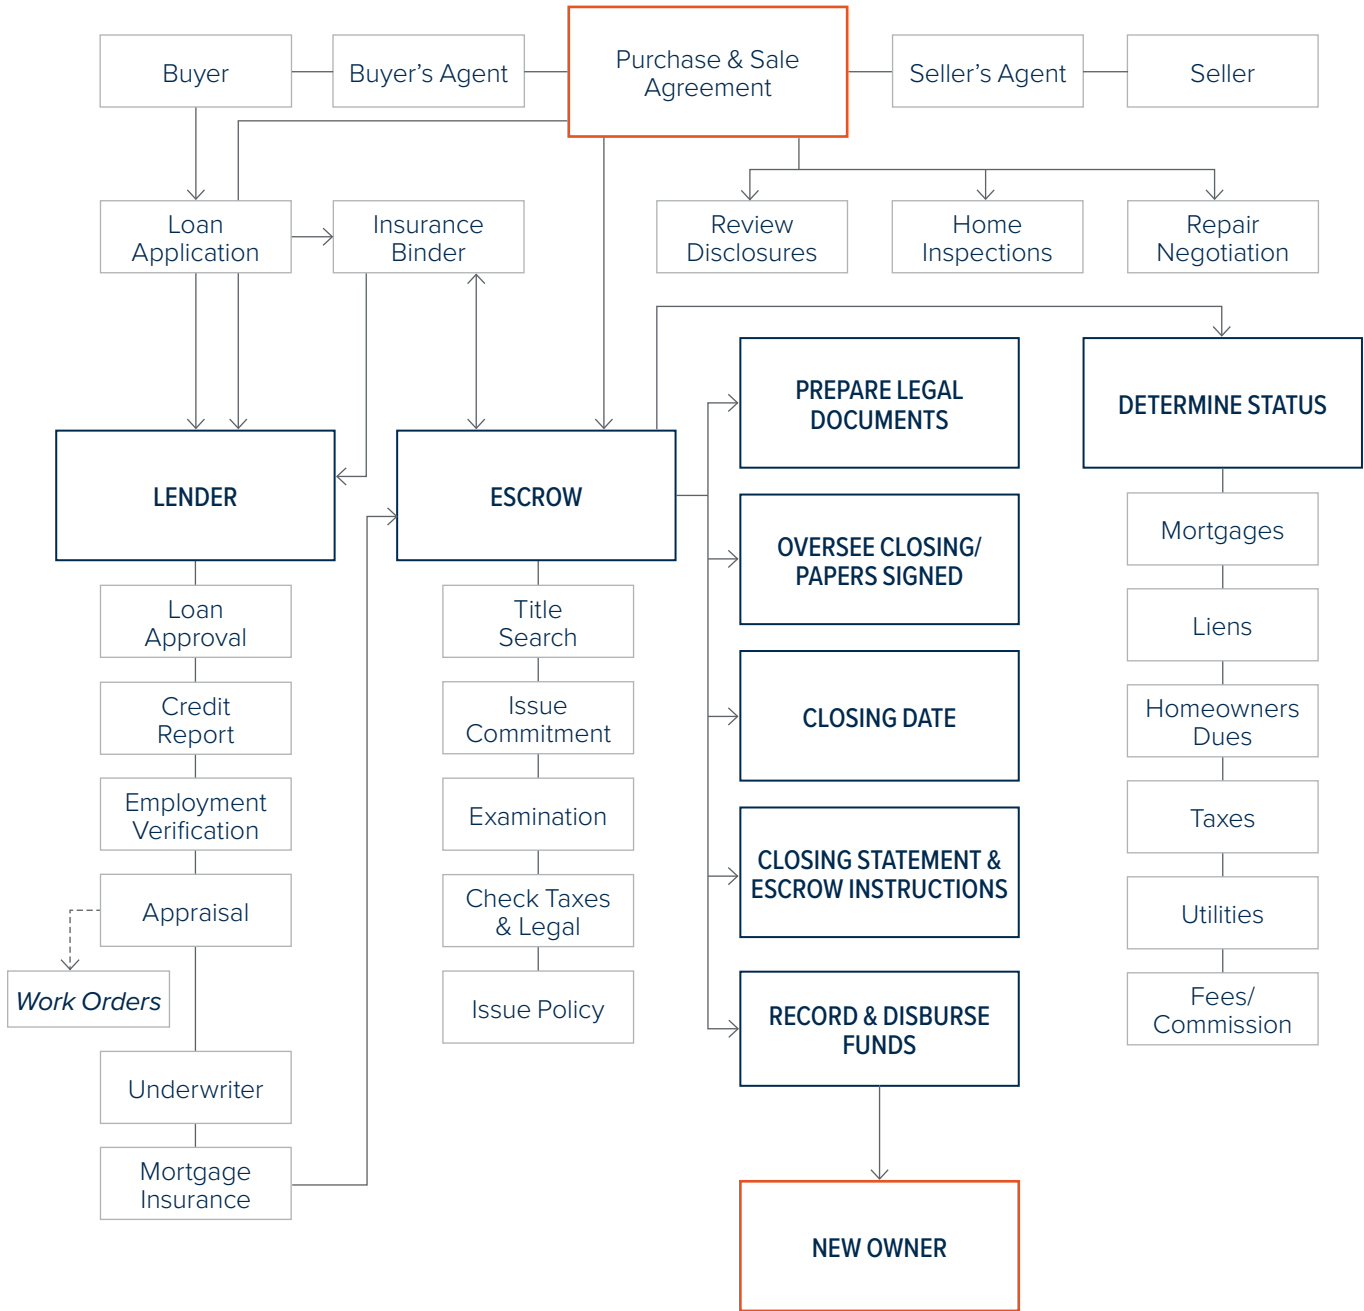 Buyer
Buyer's Agent
Purchase & Sale
Agreement
Seller's Agent
Seller
Loan
Application
Insurance
Binder
Review
Disclosures
Home
Inspections
Repair
Negotiation
LENDER
ESCROW
PREPARE LEGAL
DOCUMENTS
DETERMINE STATUS
OVERSEE CLOSING/
PAPERS SIGNED
CLOSING DATE
CLOSING STATEMENT &
ESCROW INSTRUCTIONS
RECORD & DISBURSE
FUNDS
NEW OWNER
Loan
Approval
Credit
Report
Employment
Verification
Appraisal
Work Orders
Underwriter
Mortgage
Insurance
Title
Search
Issue
Commitment
Examination
Check Taxes
& Legal
Issue Policy
Mortgages
Liens
Homeowners
Dues
Taxes
Utilities
Fees/
Commission